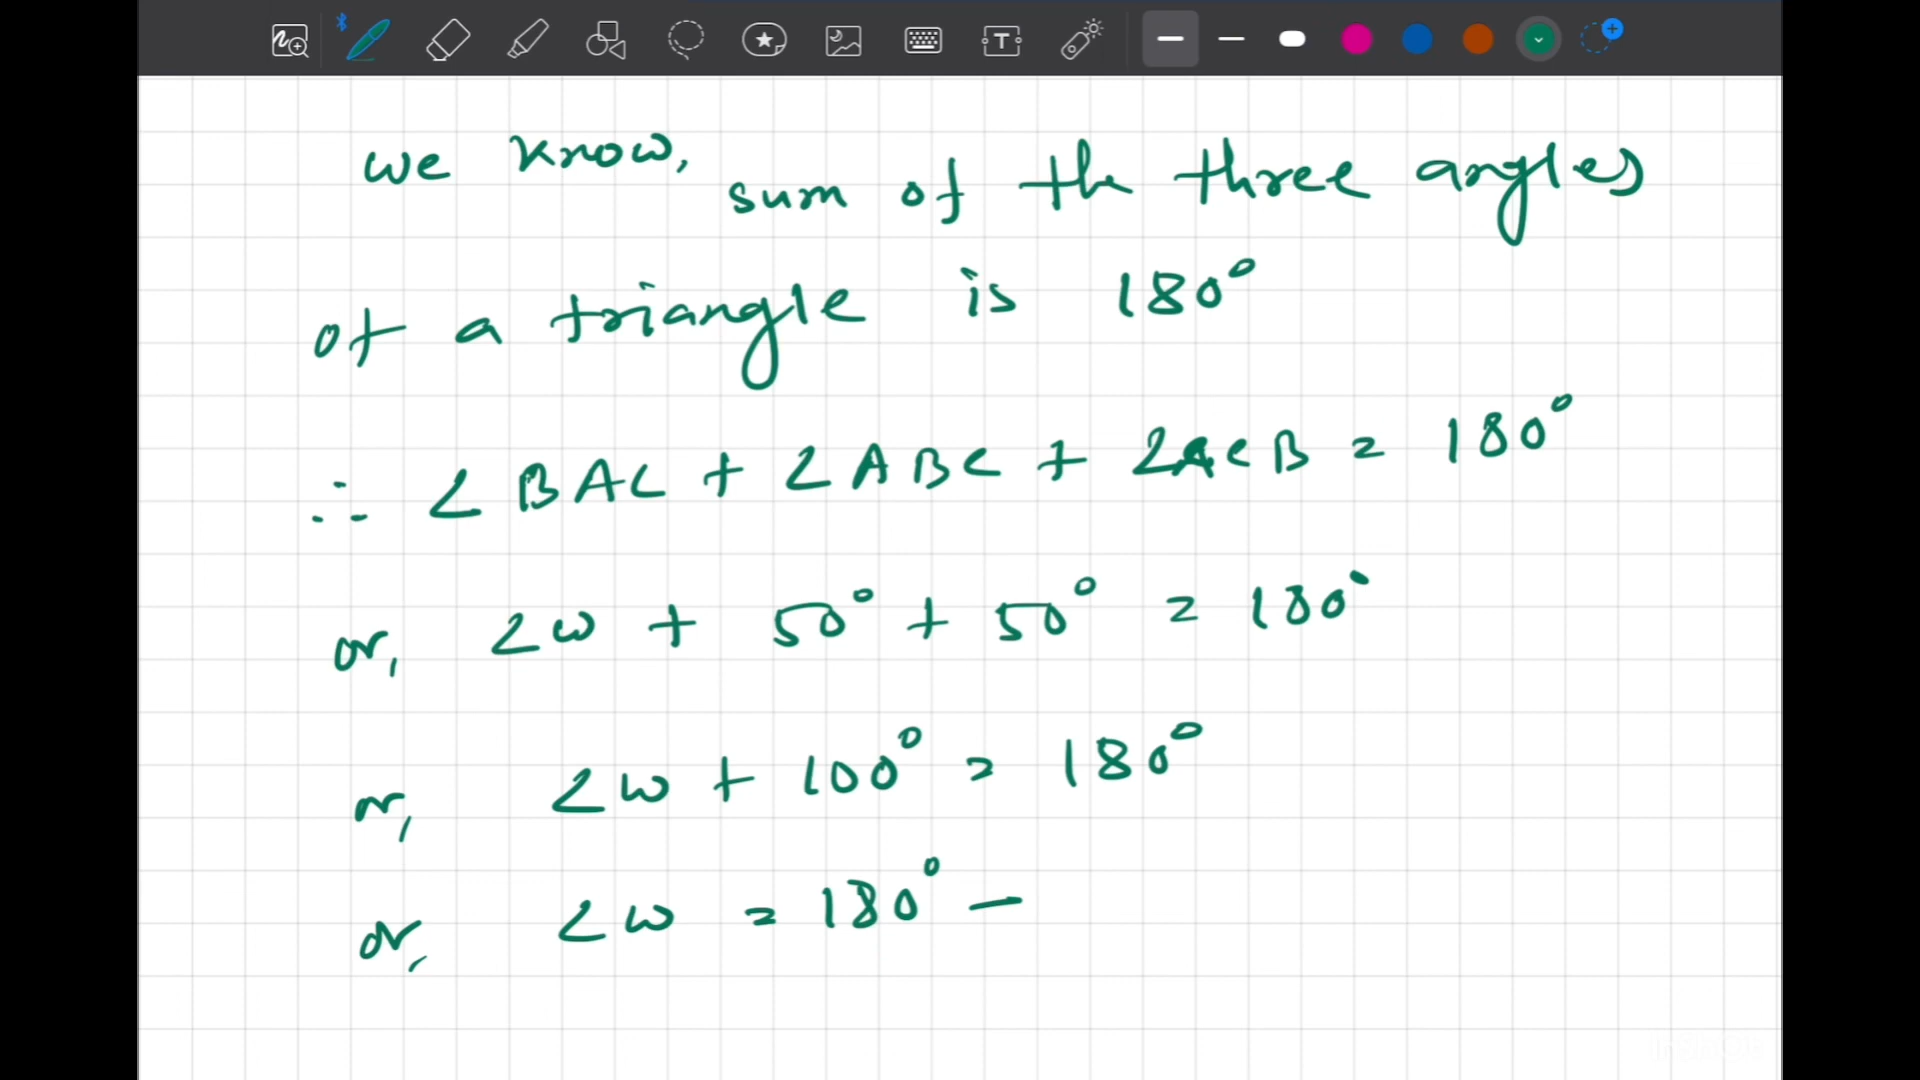 we know, sum of the three angles
of a triangle is 180°
∴ ∠BAC + ∠ABC + ∠ACB = 180°
or, ∠w + 50° + 50° = 180°
or, ∠w + 100° = 180°
or, ∠w = 180° -